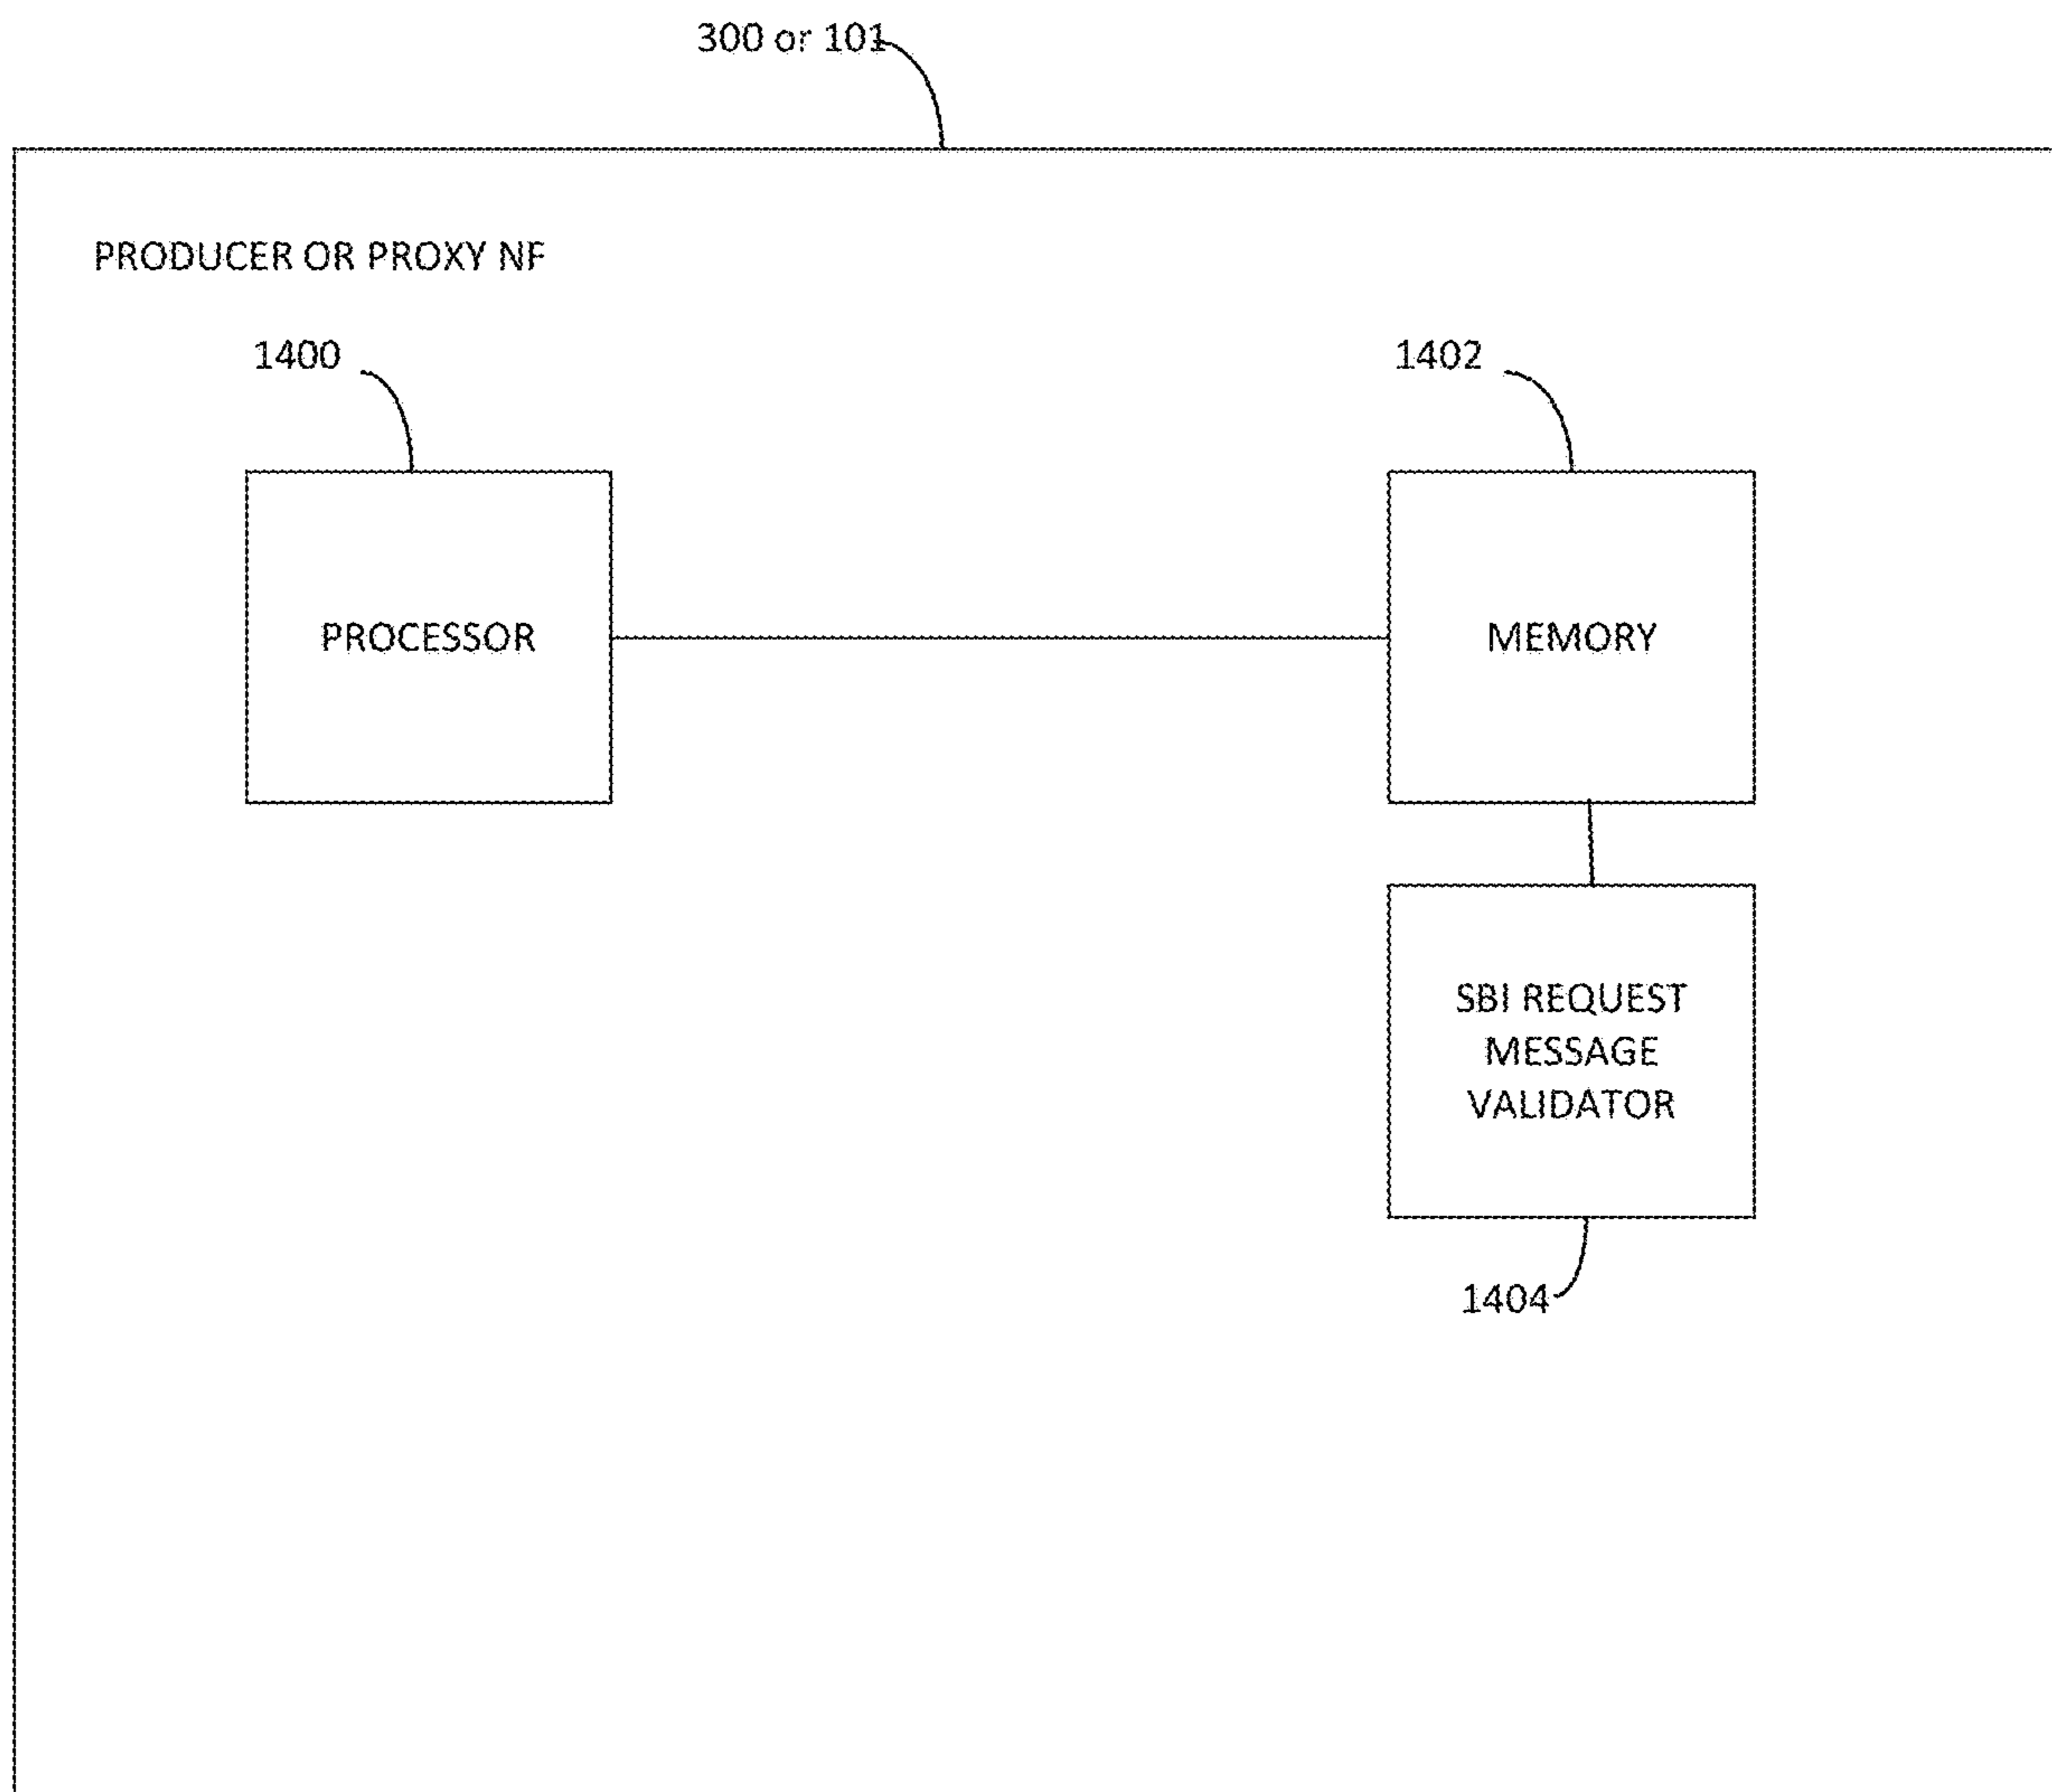 300 or 101
PRODUCER OR PROXY NF
1400
1402
PROCESSOR
MEMORY
SBI REQUEST
MESSAGE
VALIDATOR
1404